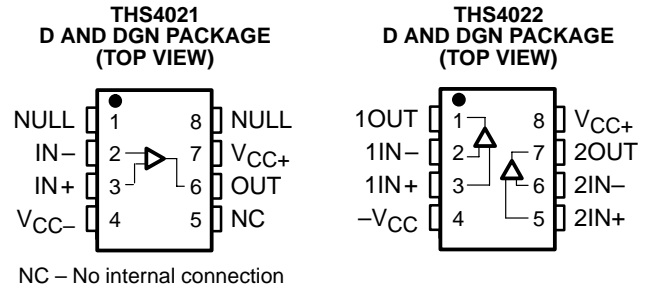 THS4021
D AND DGN PACKAGE
(TOP VIEW)
NULL 1 8 NULL
IN– 2 7 VCC+
IN+ 3 6 OUT
VCC– 4 5 NC
NC – No internal connection
THS4022
D AND DGN PACKAGE
(TOP VIEW)
1OUT 1 8 VCC+
1IN– 2 7 2OUT
1IN+ 3 6 2IN–
–VCC 4 5 2IN+